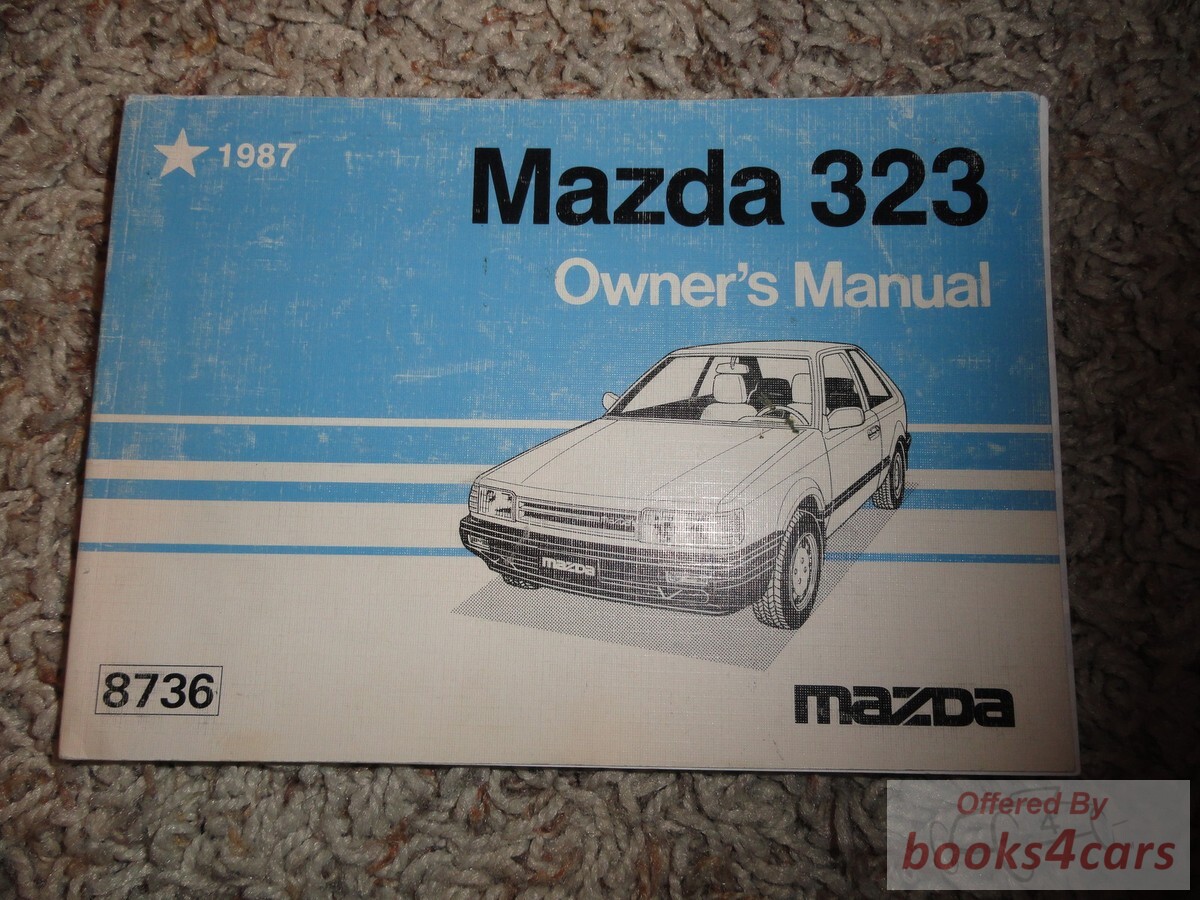 1987
Mazda 323
Owner's Manual
mazda
8736
mazda
Offered By
books4cars